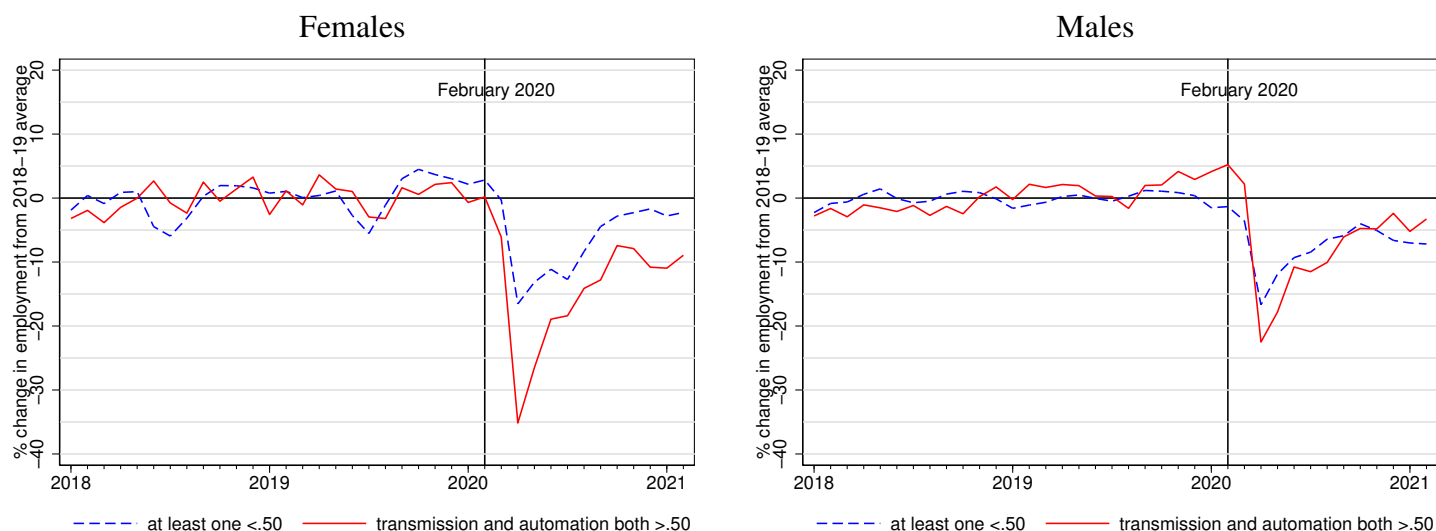 Females
% change in employment from 2018−19 average
20
10
0
−10
−20
−30
−40
February 2020
2018
2019
2020
2021
at least one <.50
transmission and automation both >.50
Males
% change in employment from 2018−19 average
20
10
0
−10
−20
−30
−40
February 2020
2018
2019
2020
2021
at least one <.50
transmission and automation both >.50